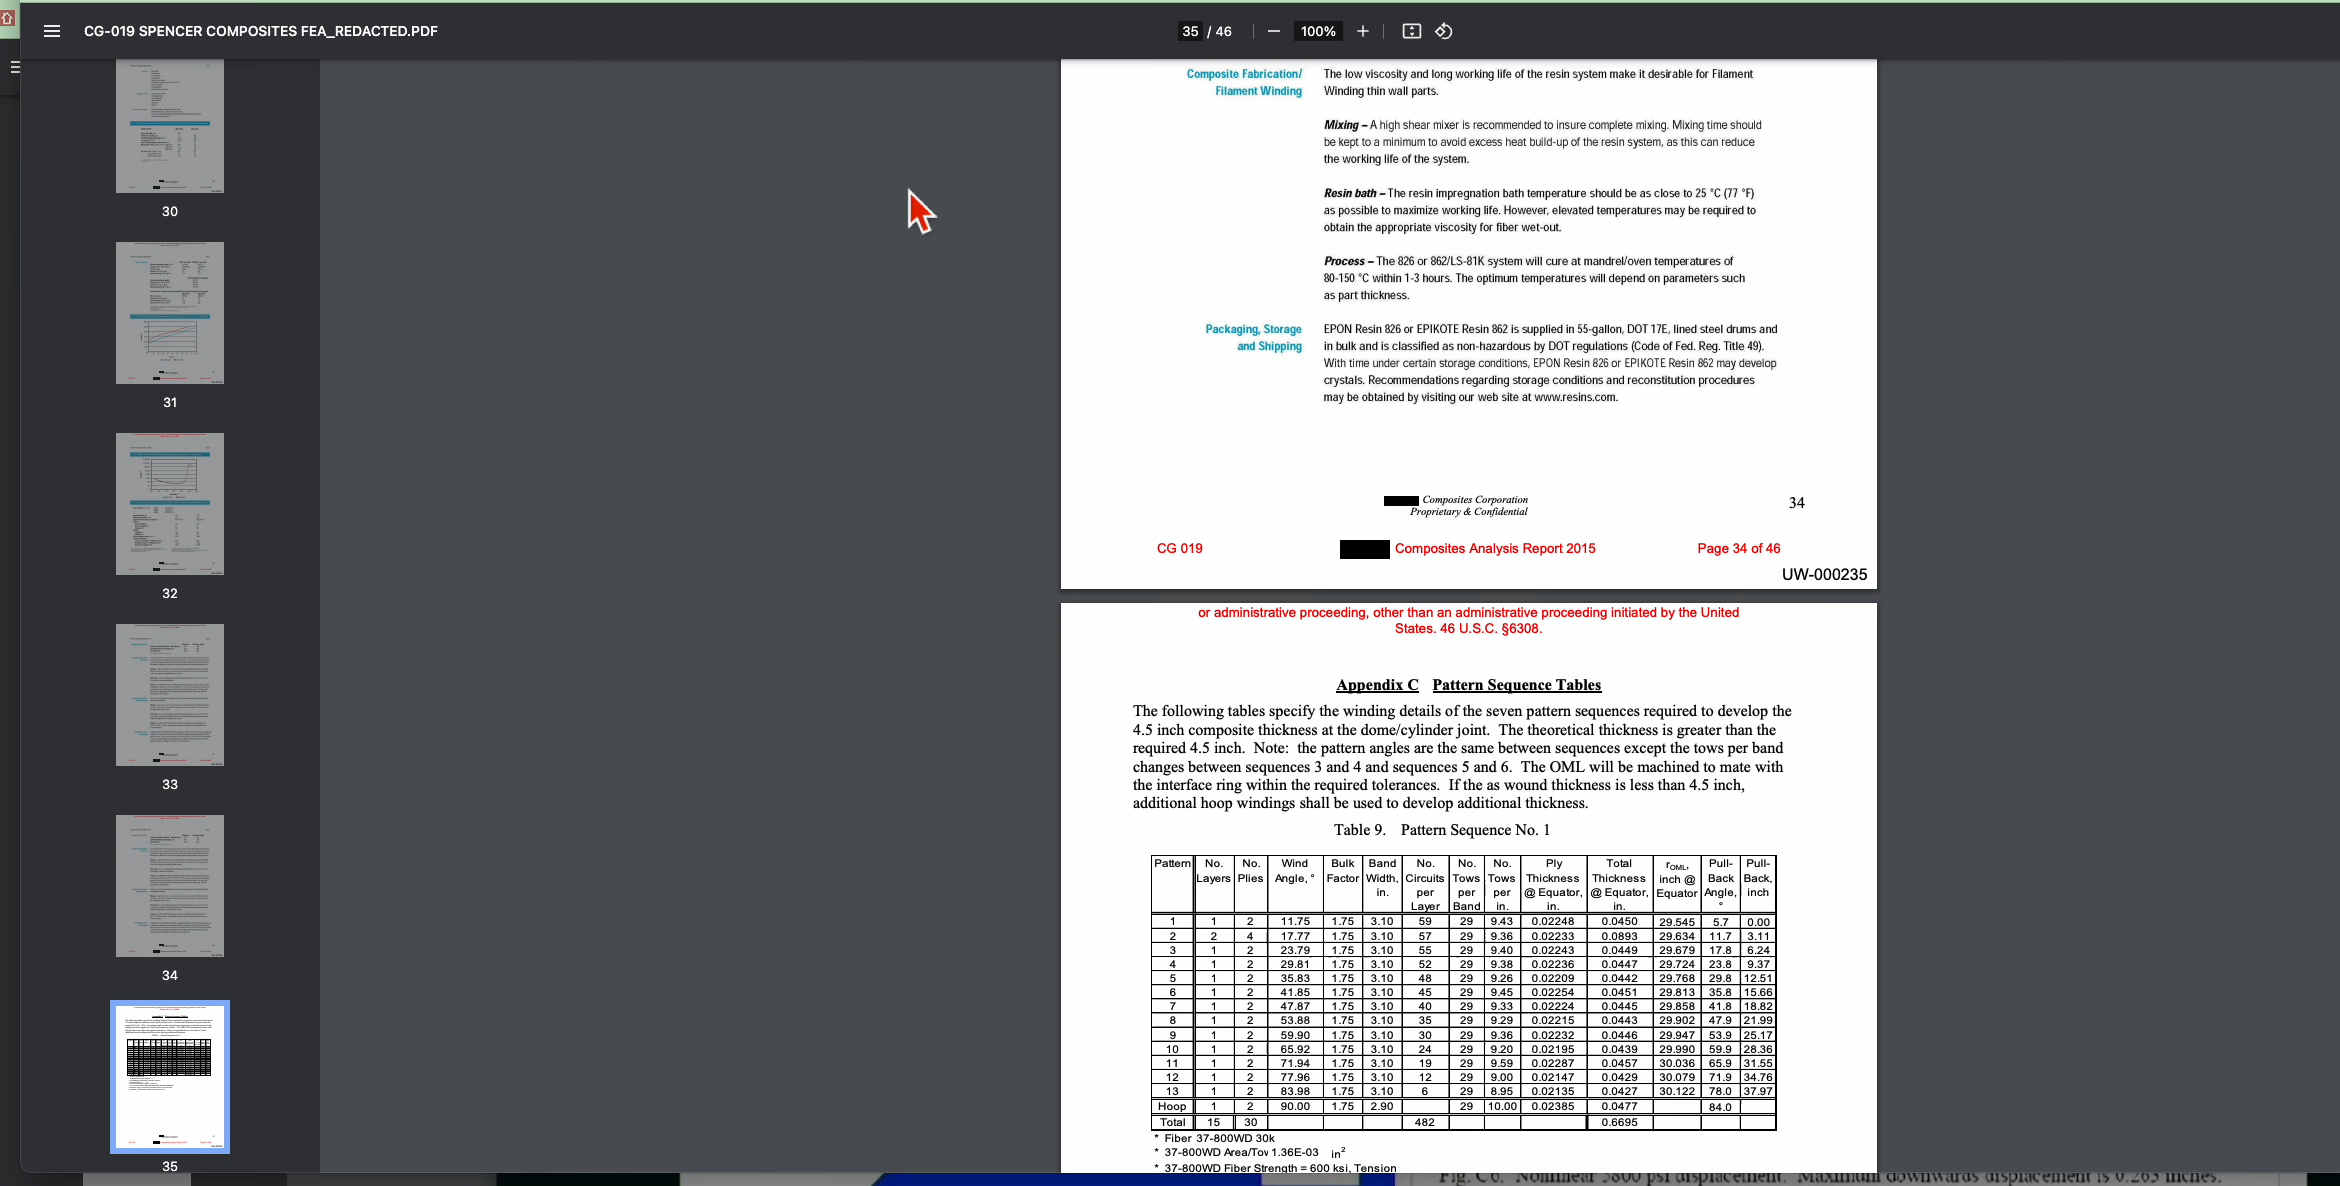 CG-019 SPENCER COMPOSITES FEA_REDACTED.PDF
35 / 46
100%
30
31
32
33
34
35
Composite Fabrication/
Filament Winding
The low viscosity and long working life of the resin system make it desirable for Filament
Winding thin wall parts.
Mixing – A high shear mixer is recommended to insure complete mixing. Mixing time should
be kept to a minimum to avoid excess heat build-up of the resin system, as this can reduce
the working life of the system.
Resin bath – The resin impregnation bath temperature should be as close to 25 °C (77 °F)
as possible to maximize working life. However, elevated temperatures may be required to
obtain the appropriate viscosity for fiber wet-out.
Process – The 826 or 862/LS-81K system will cure at mandrel/oven temperatures of
80-150 °C within 1-3 hours. The optimum temperatures will depend on parameters such
as part thickness.
Packaging, Storage
and Shipping
EPON Resin 826 or EPIKOTE Resin 862 is supplied in 55-gallon, DOT 17E, lined steel drums and
in bulk and is classified as non-hazardous by DOT regulations (Code of Fed. Reg. Title 49).
With time under certain storage conditions, EPON Resin 826 or EPIKOTE Resin 862 may develop
crystals. Recommendations regarding storage conditions and reconstitution procedures
may be obtained by visiting our web site at www.resins.com.
Composites Corporation
Proprietary & Confidential
34
CG 019
Composites Analysis Report 2015
Page 34 of 46
UW-000235
or administrative proceeding, other than an administrative proceeding initiated by the United
States. 46 U.S.C. §6308.
Appendix C Pattern Sequence Tables
The following tables specify the winding details of the seven pattern sequences required to develop the
4.5 inch composite thickness at the dome/cylinder joint. The theoretical thickness is greater than the
required 4.5 inch. Note: the pattern angles are the same between sequences except the tows per band
changes between sequences 3 and 4 and sequences 5 and 6. The OML will be machined to mate with
the interface ring within the required tolerances. If the as wound thickness is less than 4.5 inch,
additional hoop windings shall be used to develop additional thickness.
Table 9. Pattern Sequence No. 1
Pattern No. No. Wind Bulk Band No. No. No. Ply Total rOML, Pull- Pull-
Layers Plies Angle, ° Factor Width, Circuits Tows Tows Thickness Thickness inch @ Back Back,
in. per per per @ Equator, @ Equator, Equator Angle, inch
Layer Band in. in. in. °
1 1 2 11.75 1.75 3.10 59 29 9.43 0.02248 0.0450 29.545 5.7 0.00
2 2 4 17.77 1.75 3.10 57 29 9.36 0.02233 0.0893 29.634 11.7 3.11
3 1 2 23.79 1.75 3.10 55 29 9.40 0.02243 0.0449 29.679 17.8 6.24
4 1 2 29.81 1.75 3.10 52 29 9.38 0.02236 0.0447 29.724 23.8 9.37
5 1 2 35.83 1.75 3.10 48 29 9.26 0.02209 0.0442 29.768 29.8 12.51
6 1 2 41.85 1.75 3.10 45 29 9.45 0.02254 0.0451 29.813 35.8 15.66
7 1 2 47.87 1.75 3.10 40 29 9.33 0.02224 0.0445 29.858 41.8 18.82
8 1 2 53.88 1.75 3.10 35 29 9.29 0.02215 0.0443 29.902 47.9 21.99
9 1 2 59.90 1.75 3.10 30 29 9.36 0.02232 0.0446 29.947 53.9 25.17
10 1 2 65.92 1.75 3.10 24 29 9.20 0.02195 0.0439 29.990 59.9 28.36
11 1 2 71.94 1.75 3.10 19 29 9.59 0.02287 0.0457 30.036 65.9 31.55
12 1 2 77.96 1.75 3.10 12 29 9.00 0.02147 0.0429 30.079 71.9 34.76
13 1 2 83.98 1.75 3.10 6 29 8.95 0.02135 0.0427 30.122 78.0 37.97
Hoop 1 2 90.00 1.75 2.90 29 10.00 0.02385 0.0477 84.0
Total 15 30 482 0.6695
* Fiber 37-800WD 30k
* 37-800WD Area/Tow 1.36E-03 in²
* 37-800WD Fiber Strength = 600 ksi, Tension
Fig. C6. Nonlinear 5800 psi displacement. Maximum downwards displacement is 0.263 inches.